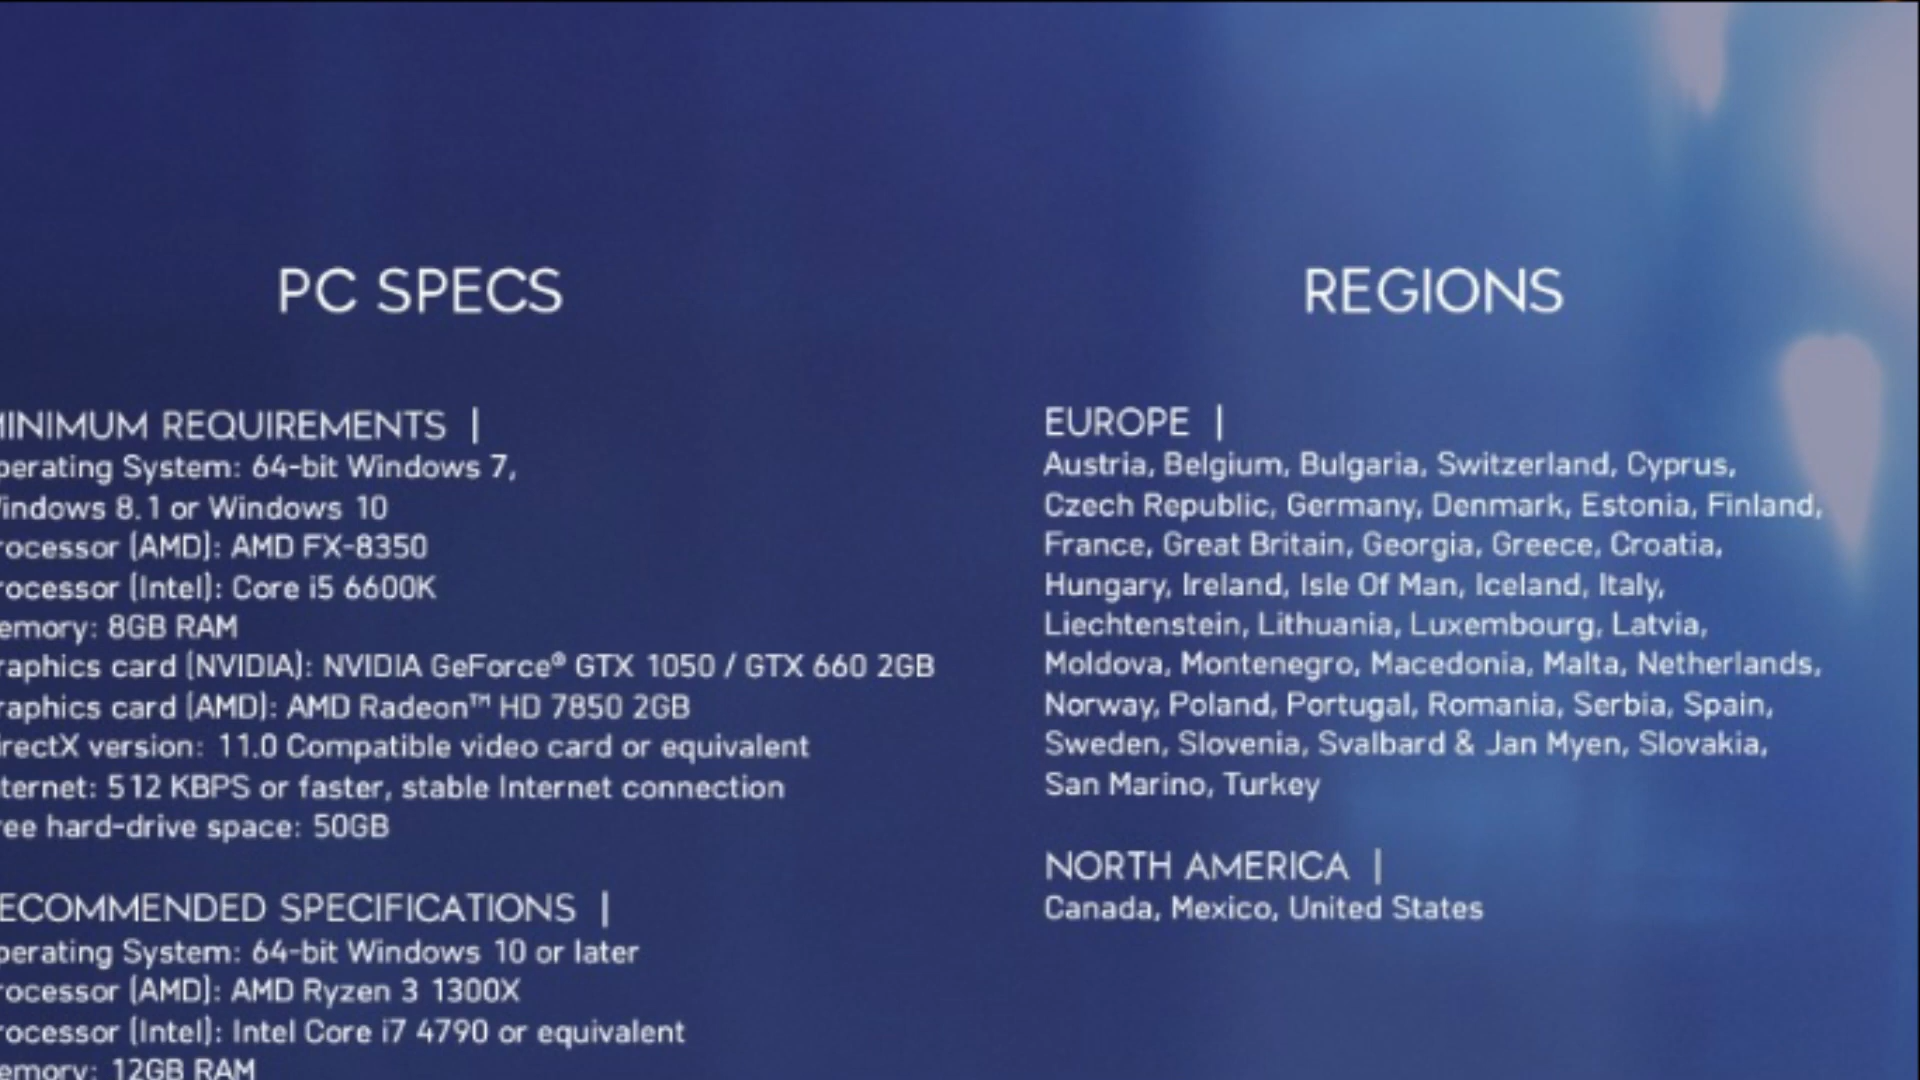 PC SPECS
MINIMUM REQUIREMENTS |
perating System: 64-bit Windows 7,
indows 8.1 or Windows 10
rocessor (AMD): AMD FX-8350
rocessor (Intel): Core i5 6600K
emory: 8GB RAM
raphics card (NVIDIA): NVIDIA GeForce® GTX 1050 / GTX 660 2GB
raphics card (AMD): AMD Radeon™ HD 7850 2GB
irectX version: 11.0 Compatible video card or equivalent
ternet: 512 KBPS or faster, stable Internet connection
ree hard-drive space: 50GB
ECOMMENDED SPECIFICATIONS |
perating System: 64-bit Windows 10 or later
rocessor (AMD): AMD Ryzen 3 1300X
rocessor (Intel): Intel Core i7 4790 or equivalent
emory: 12GB RAM
REGIONS
EUROPE |
Austria, Belgium, Bulgaria, Switzerland, Cyprus,
Czech Republic, Germany, Denmark, Estonia, Finland,
France, Great Britain, Georgia, Greece, Croatia,
Hungary, Ireland, Isle Of Man, Iceland, Italy,
Liechtenstein, Lithuania, Luxembourg, Latvia,
Moldova, Montenegro, Macedonia, Malta, Netherlands,
Norway, Poland, Portugal, Romania, Serbia, Spain,
Sweden, Slovenia, Svalbard & Jan Myen, Slovakia,
San Marino, Turkey
NORTH AMERICA |
Canada, Mexico, United States